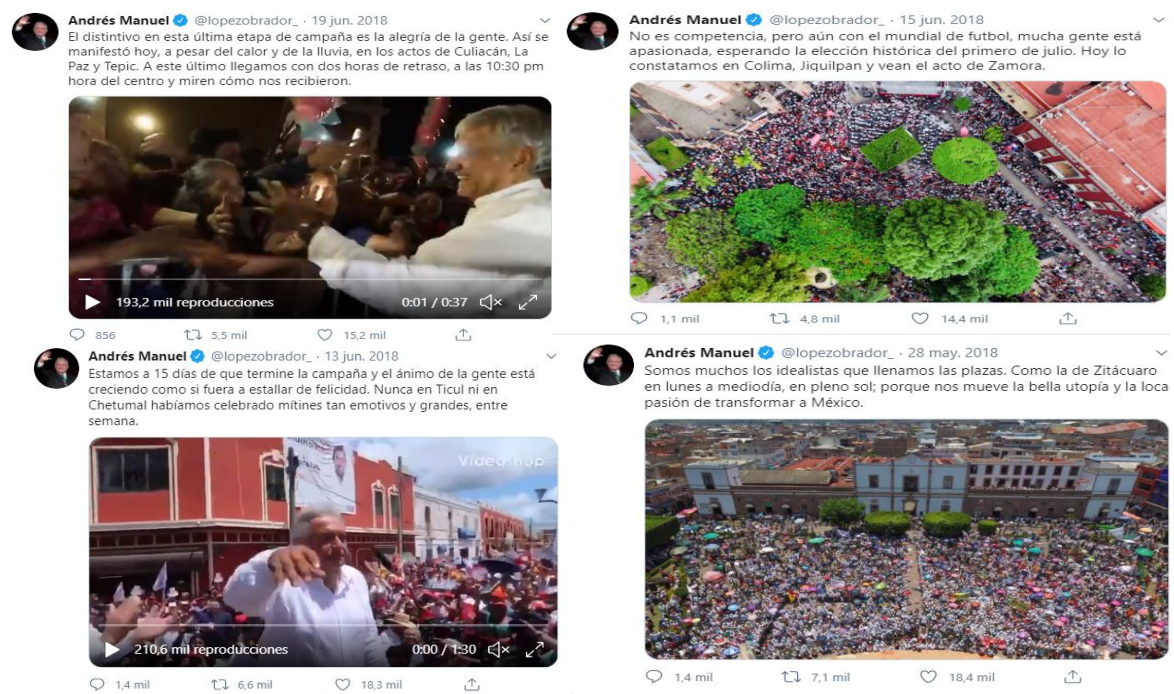 Andrés Manuel @lopezobrador_ · 19 jun. 2018
El distintivo en esta última etapa de campaña es la alegría de la gente. Así se
manifestó hoy, a pesar del calor y de la lluvia, en los actos de Culiacán, La
Paz y Tepic. A este último llegamos con dos horas de retraso, a las 10:30 pm
hora del centro y miren cómo nos recibieron.
193,2 mil reproducciones
0:01 / 0:37
856 5,5 mil 15,2 mil
Andrés Manuel @lopezobrador_ · 15 jun. 2018
No es competencia, pero aún con el mundial de futbol, mucha gente está
apasionada, esperando la elección histórica del primero de julio. Hoy lo
constatamos en Colima, Jiquilpan y vean el acto de Zamora.
1,1 mil 4,8 mil 14,4 mil
Andrés Manuel @lopezobrador_ · 13 jun. 2018
Estamos a 15 días de que termine la campaña y el ánimo de la gente está
creciendo como si fuera a estallar de felicidad. Nunca en Ticul ni en
Chetumal habíamos celebrado mítines tan emotivos y grandes, entre
semana.
Videoshop
210,6 mil reproducciones
0:00 / 1:30
1,4 mil 6,6 mil 18,3 mil
Andrés Manuel @lopezobrador_ · 28 may. 2018
Somos muchos los idealistas que llenamos las plazas. Como la de Zitácuaro
en lunes a mediodía, en pleno sol; porque nos mueve la bella utopía y la loca
pasión de transformar a México.
1,4 mil 7,1 mil 18,4 mil